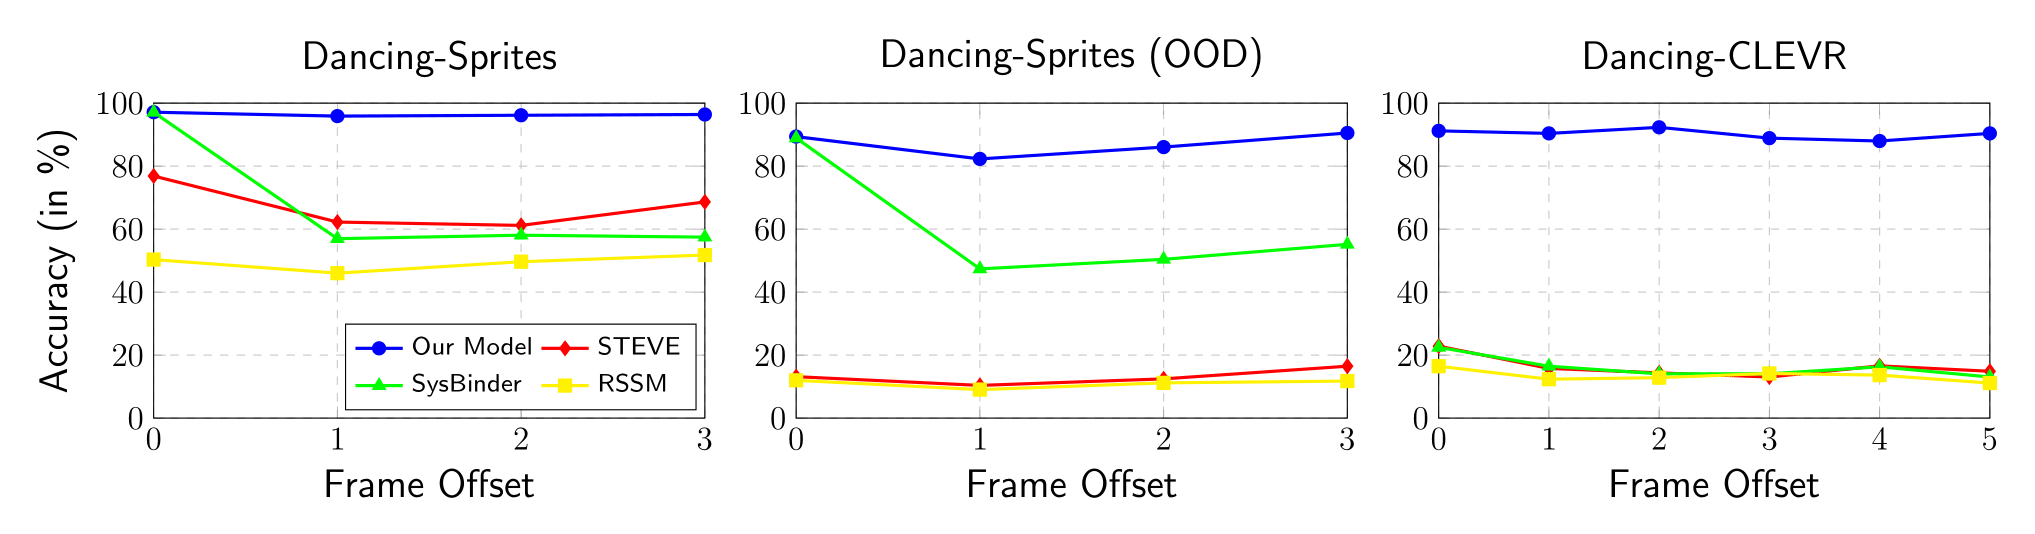 Dancing-Sprites
Accuracy (in %)
100
80
60
40
20
0
0 1 2 3
Frame Offset
Our Model STEVE
SysBinder RSSM
Dancing-Sprites (OOD)
100
80
60
40
20
0
0 1 2 3
Frame Offset
Dancing-CLEVR
100
80
60
40
20
0
0 1 2 3 4 5
Frame Offset